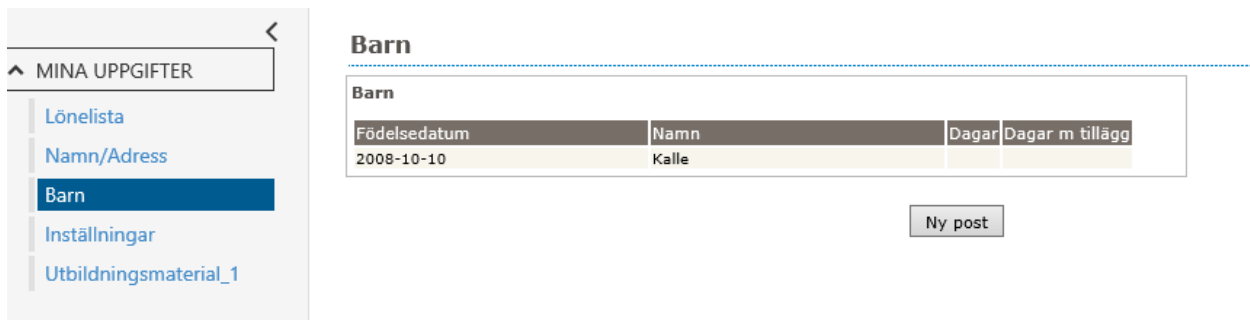 MINA UPPGIFTER
Lönelista
Namn/Adress
Barn
Inställningar
Utbildningsmaterial_1
Barn
Barn
Födelsedatum Namn Dagar Dagar m tillägg
2008-10-10 Kalle
Ny post